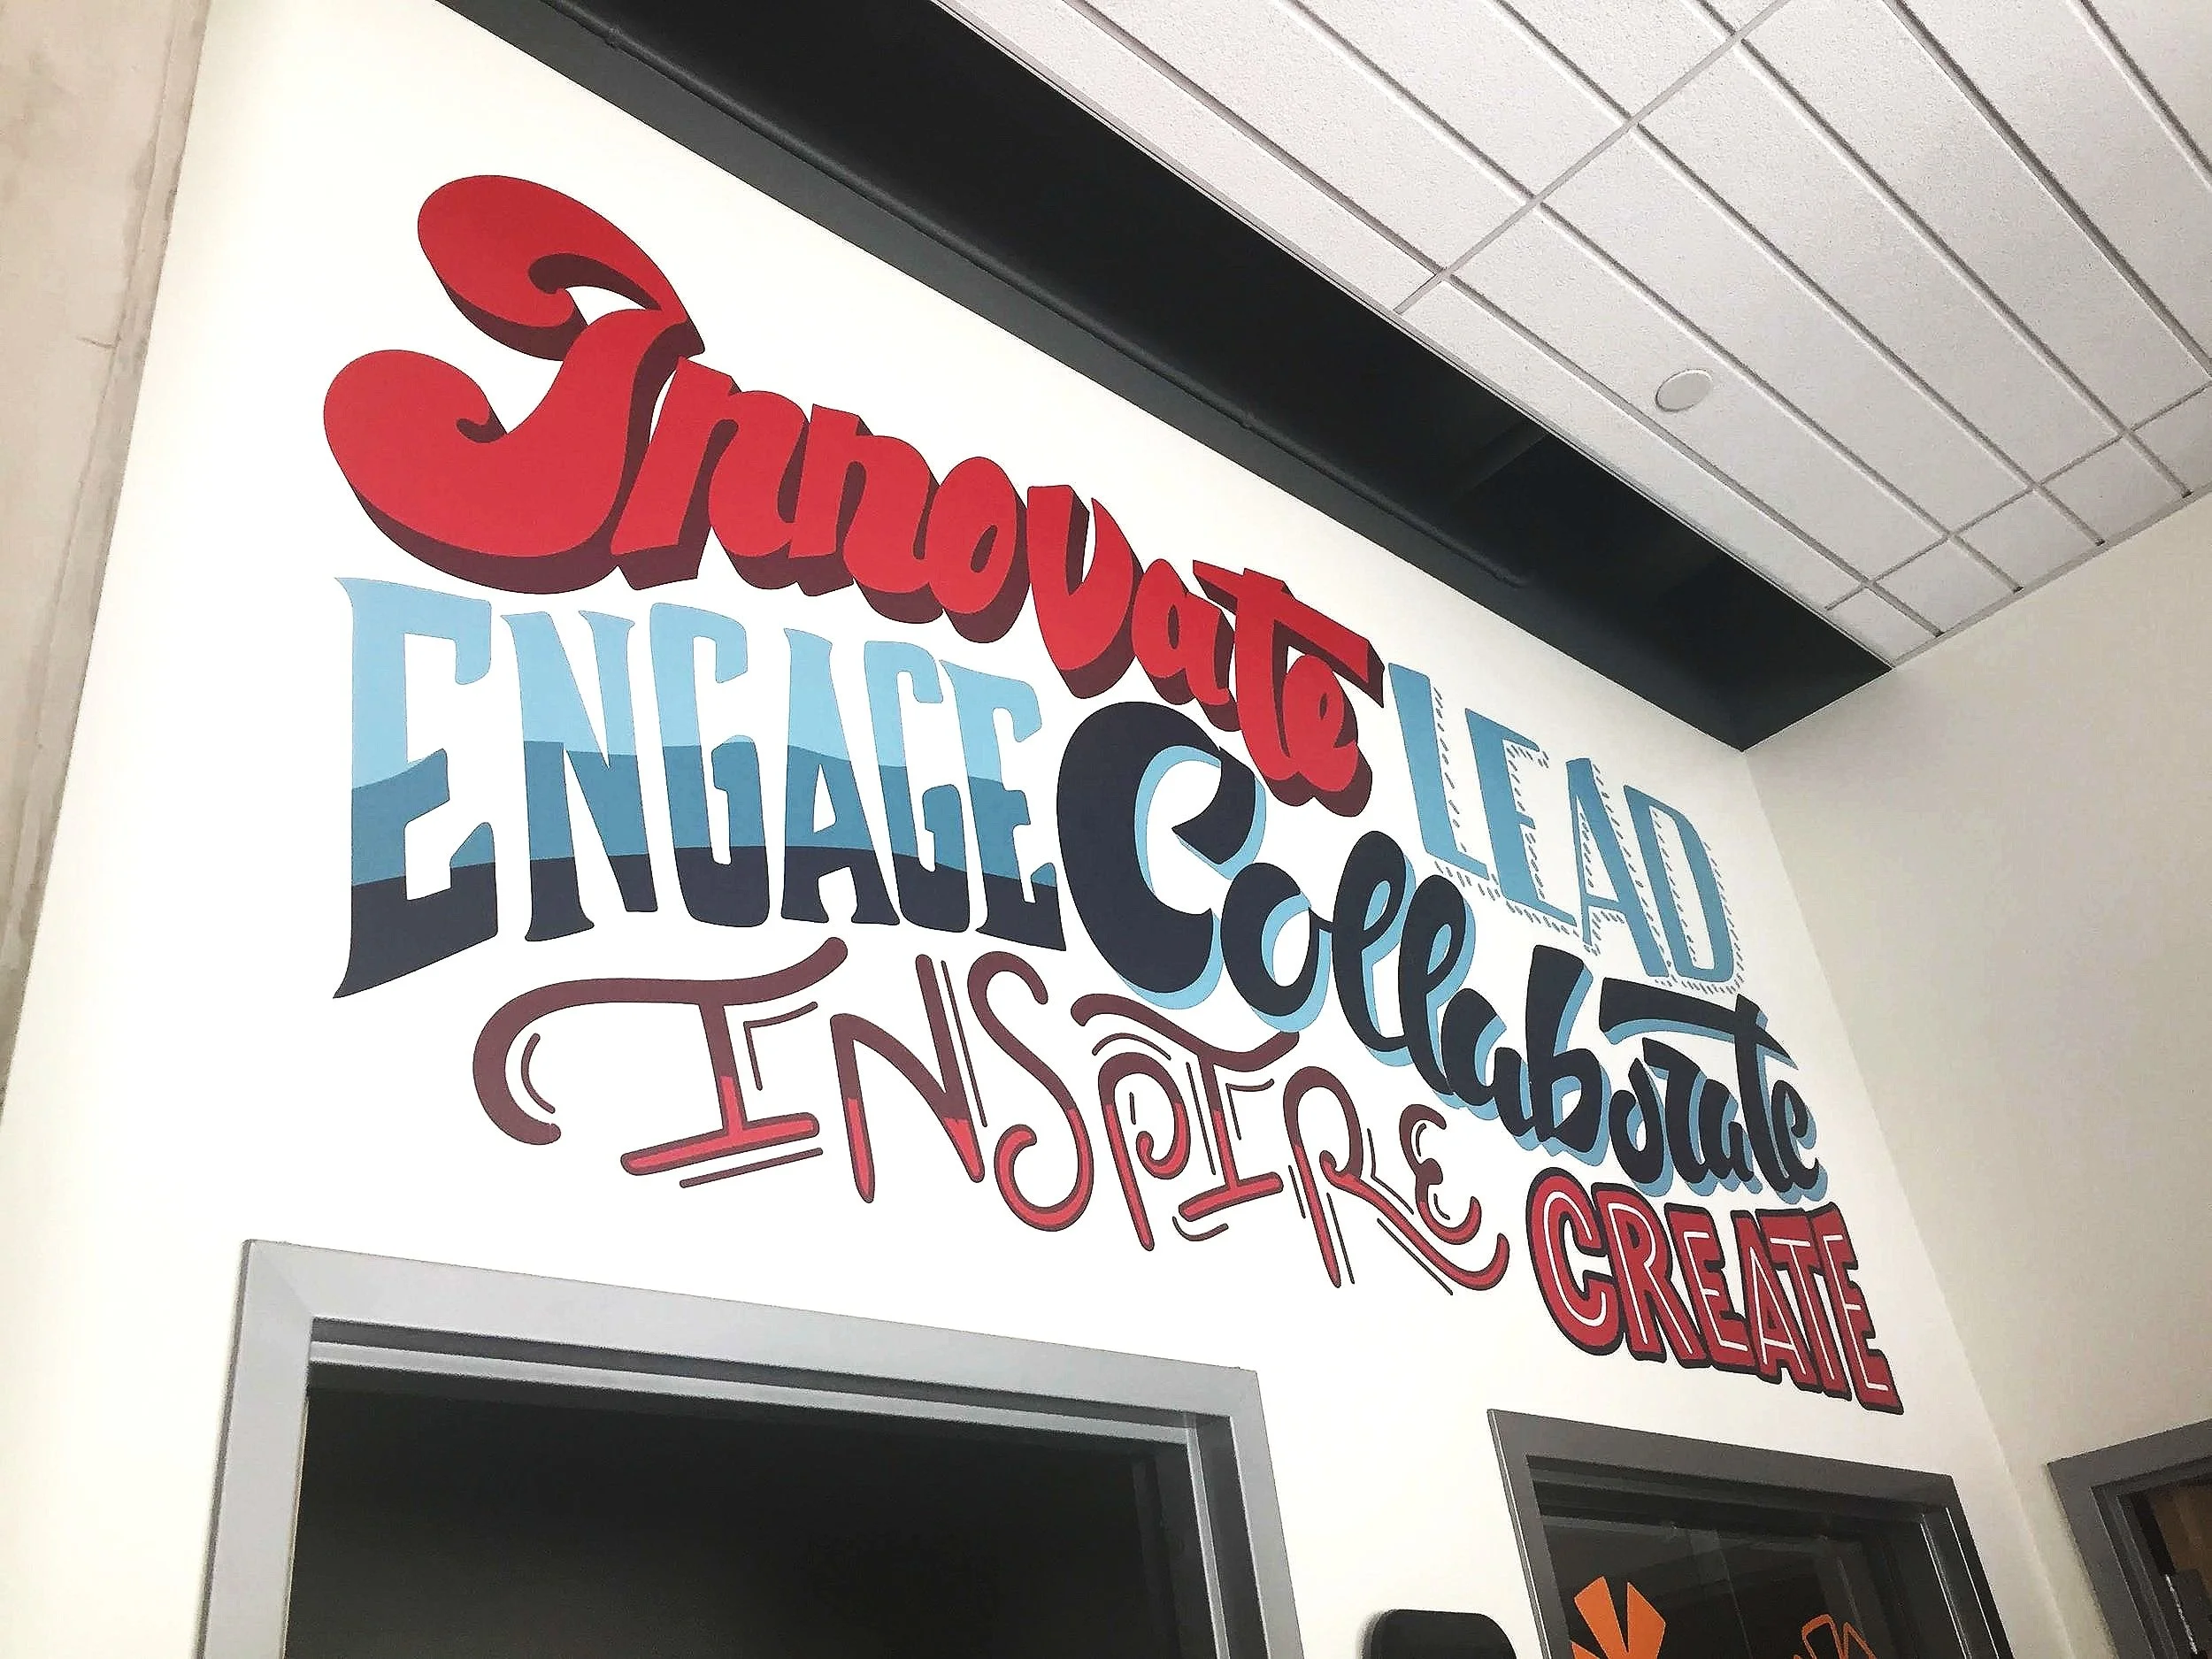 Innovate
LEAD
ENGAGE
Collaborate
INSPIRE
CREATE